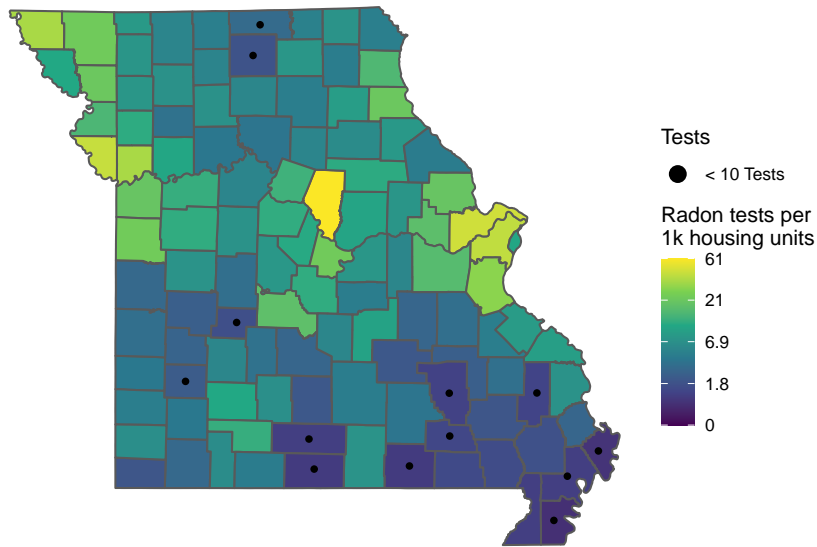 Tests
< 10 Tests
Radon tests per
1k housing units
61
21
6.9
1.8
0